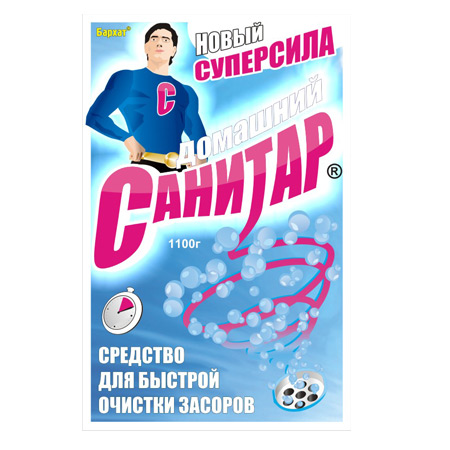 Бархат®
НОВЫЙ
СУПЕРСИЛА
С
ДОМАШНИЙ
САНИТАР®
1100г
СРЕДСТВО
ДЛЯ БЫСТРОЙ
ОЧИСТКИ ЗАСОРОВ